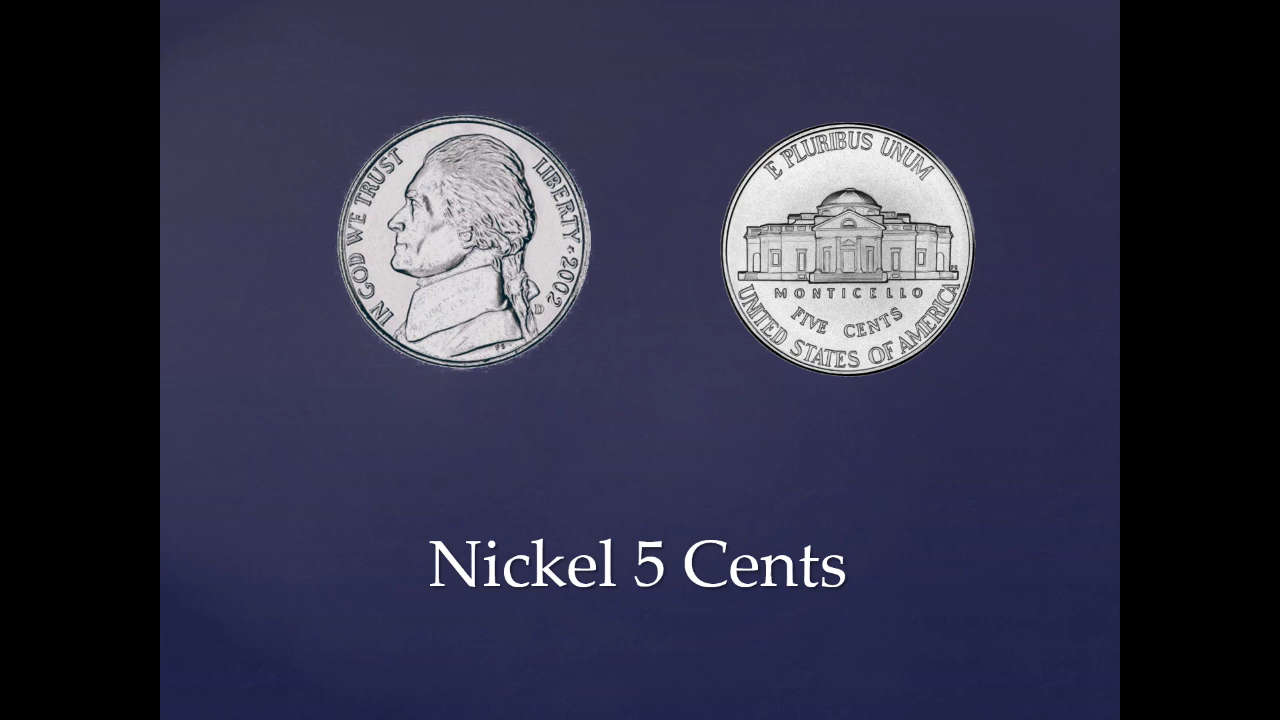 IN GOD WE TRUST
LIBERTY 2002
D
E PLURIBUS UNUM
MONTICELLO
FIVE CENTS
UNITED STATES OF AMERICA
Nickel 5 Cents